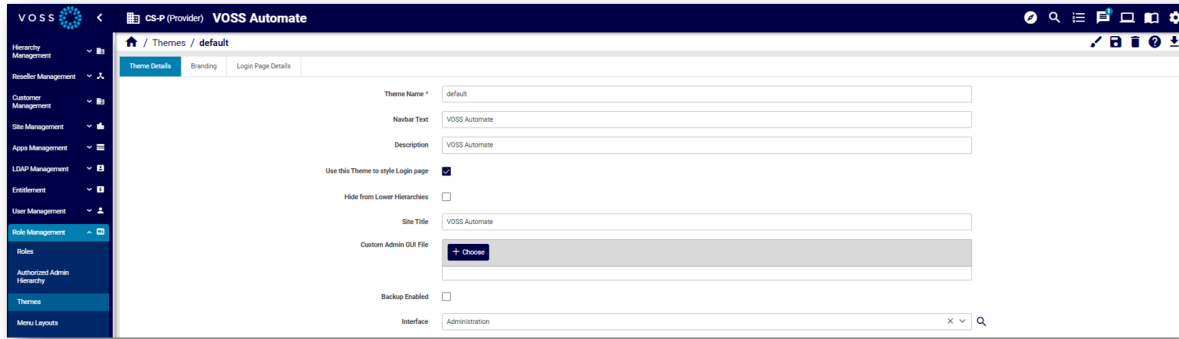 VOSS
CS-P (Provider) VOSS Automate
1
Hierarchy
Management
Reseller Management
Customer
Management
Site Management
Apps Management
LDAP Management
Entitlement
User Management
Role Management
Roles
Authorized Admin
Hierarchy
Themes
Menu Layouts
/ Themes / default
Theme Details Branding Login Page Details
Theme Name * default
Navbar Text VOSS Automate
Description VOSS Automate
Use this Theme to style Login page
Hide from Lower Hierarchies
Site Title VOSS Automate
Custom Admin GUI File
+ Choose
Backup Enabled
Interface Administration